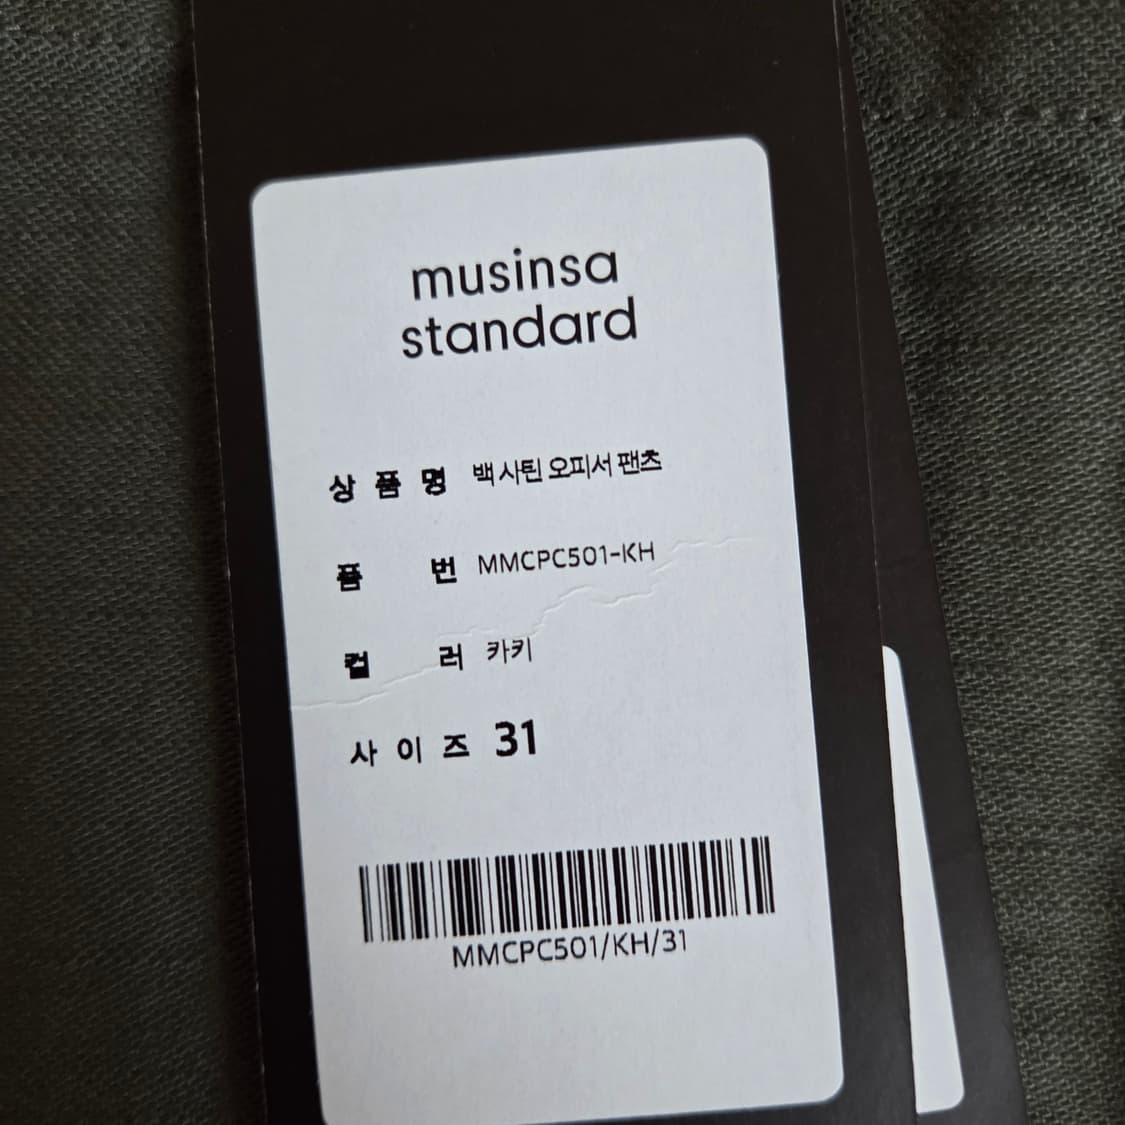 musinsa
standard
상 품 명 백 사틴 오피서 팬츠
품 번 MMCPC501-KH
컬 러 카키
사 이 즈 31
MMCPC501/KH/31